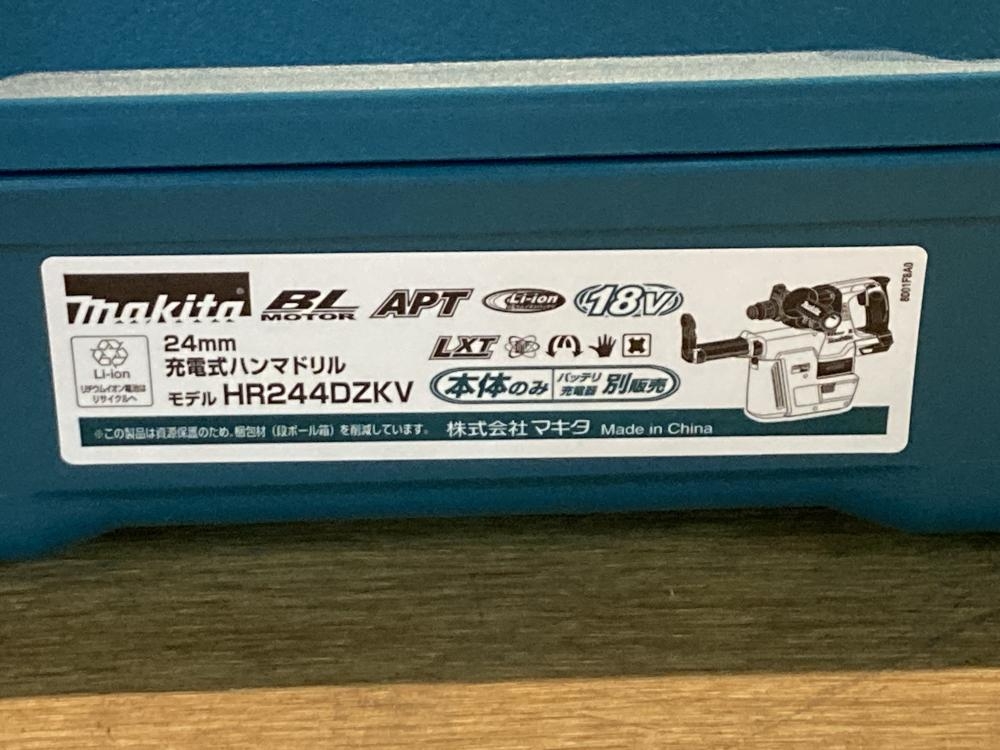 makita BL MOTOR APT Li-ion 18V
24mm
充電式ハンマドリル
モデル HR244DZKV
LXT
本体のみ バッテリ 充電器 別販売
Li-ion
リチウムイオン電池は
リサイクルへ
※この製品は資源保護のため、梱包材（段ボール箱）を削減しています。 株式会社マキタ Made in China
8D01F8A0